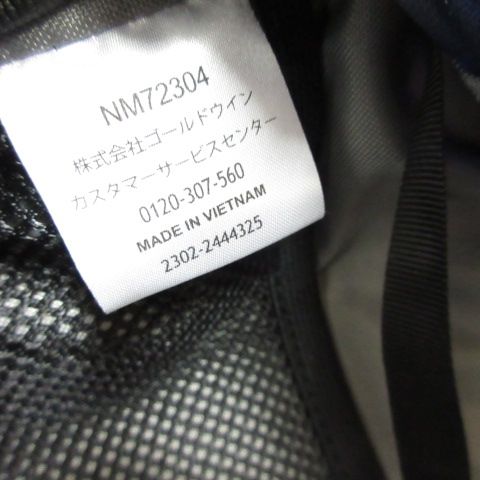 NM72304
株式会社ゴールドウイン
カスタマーサービスセンター
0120-307-560
MADE IN VIETNAM
2302-2444325